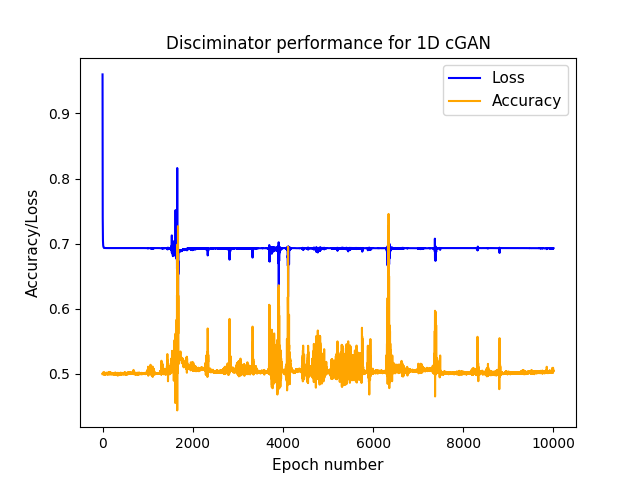 Disciminator performance for 1D cGAN
Loss
Accuracy
Accuracy/Loss
0.9
0.8
0.7
0.6
0.5
0 2000 4000 6000 8000 10000
Epoch number